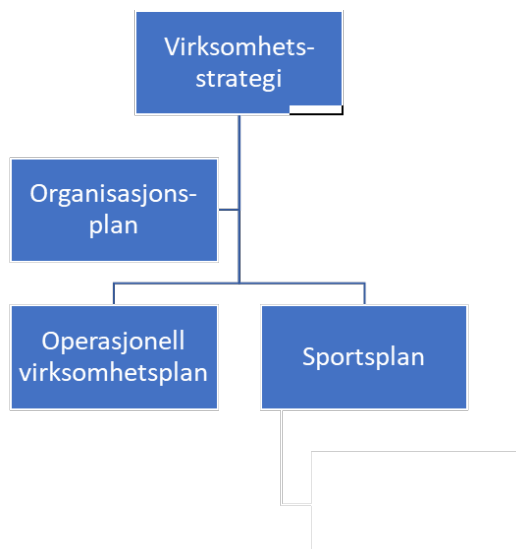 Virksomhets-
strategi
Organisasjons-
plan
Operasjonell
virksomhetsplan
Sportsplan